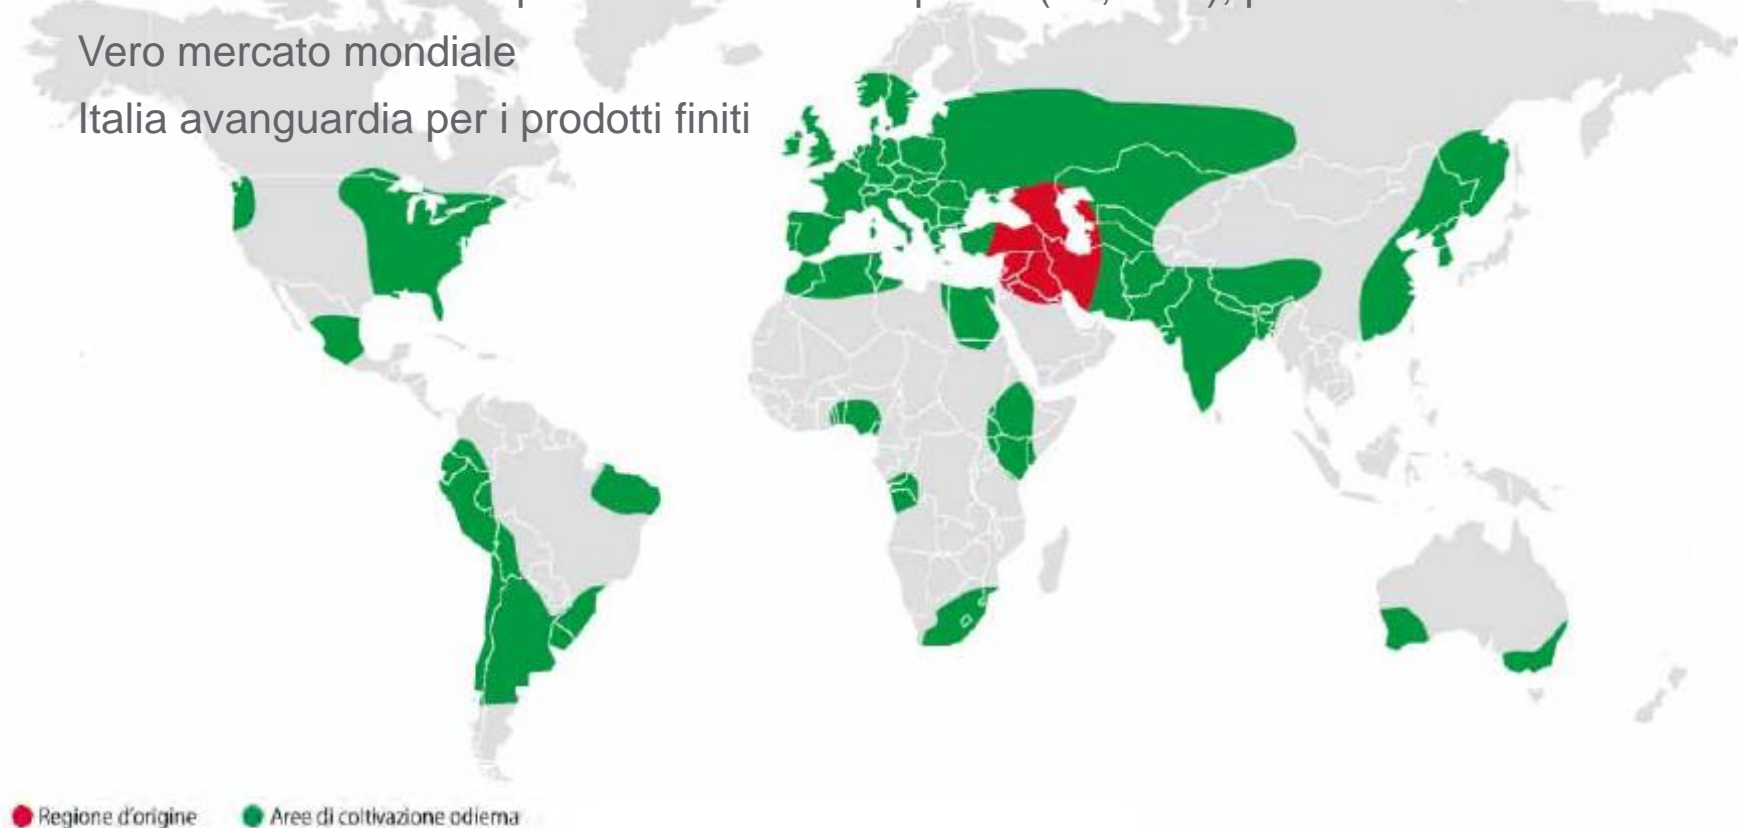 Vero mercato mondiale
Italia avanguardia per i prodotti finiti
Regione d'origine
Aree di coltivazione odierna